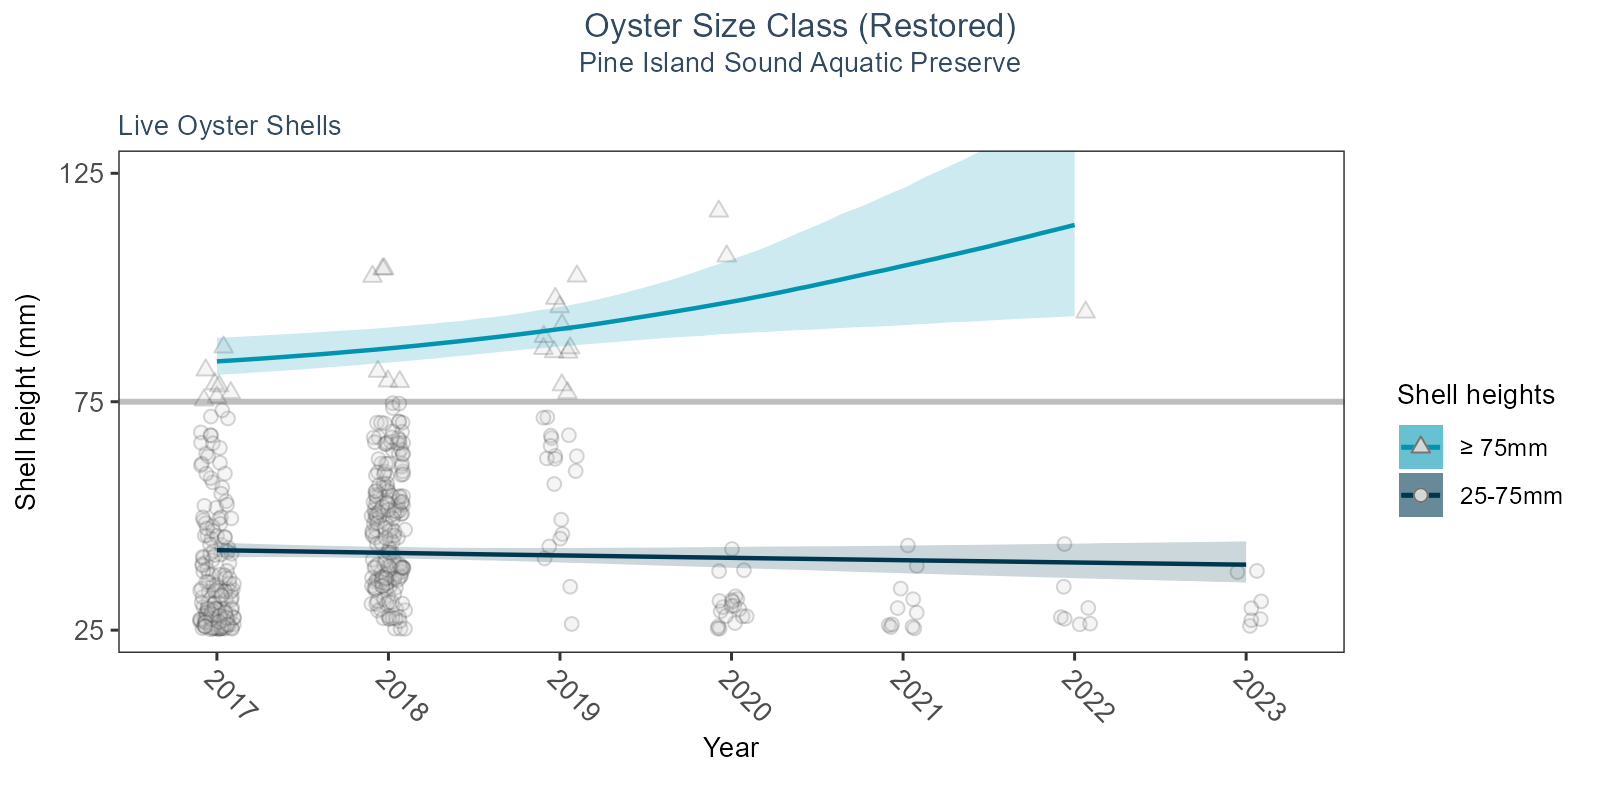 Oyster Size Class (Restored)
Pine Island Sound Aquatic Preserve
Live Oyster Shells
125
75
25
Shell height (mm)
2017
2018
2019
2020
2021
2022
2023
Year
Shell heights
≥ 75mm
25-75mm